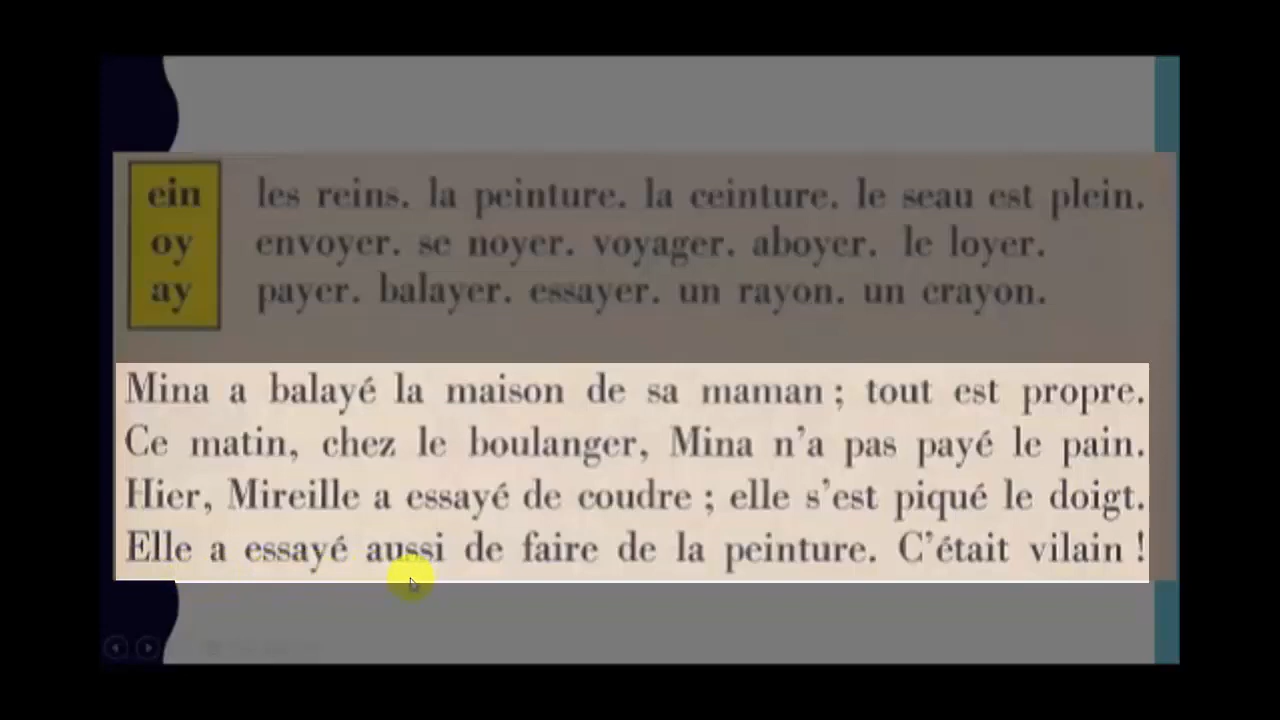 ein les reins. la peinture. la ceinture. le seau est plein.
oy envoyer. se noyer. voyager. aboyer. le loyer.
ay payer. balayer. essayer. un rayon. un crayon.
Mina a balayé la maison de sa maman ; tout est propre.
Ce matin, chez le boulanger, Mina n'a pas payé le pain.
Hier, Mireille a essayé de coudre ; elle s'est piqué le doigt.
Elle a essayé aussi de faire de la peinture. C'était vilain !